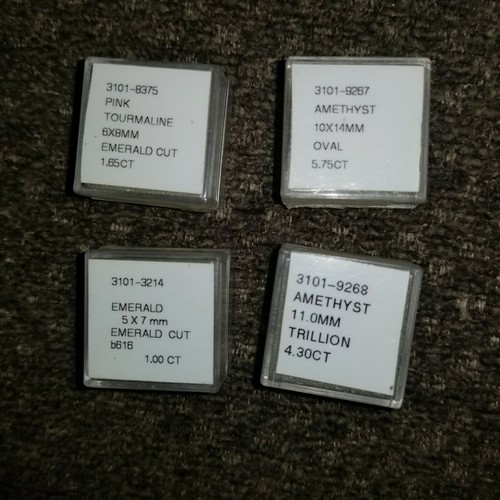 3101-8375
PINK
TOURMALINE
6X8MM
EMERALD CUT
1.65CT
3101-9267
AMETHYST
10X14MM
OVAL
5.75CT
3101-3214
EMERALD
5 X 7 mm
EMERALD CUT
b616
1.00 CT
3101-9268
AMETHYST
11.0MM
TRILLION
4.30CT